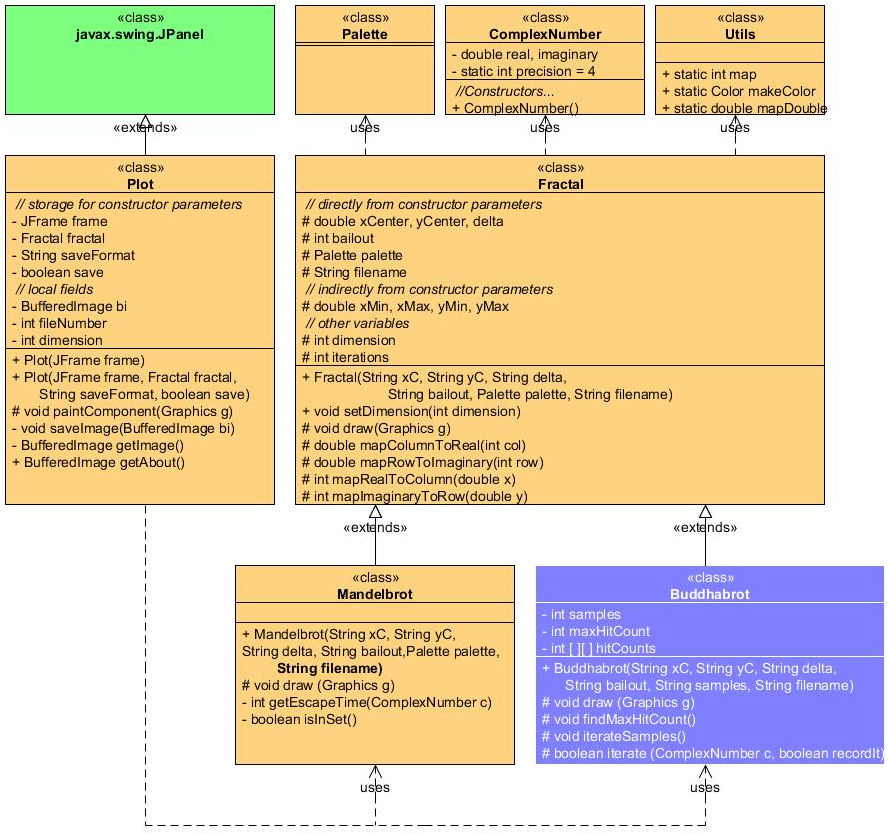 «class»
javax.swing.JPanel
«class»
Palette
«class»
ComplexNumber
- double real, imaginary
- static int precision = 4
//Constructors...
+ ComplexNumber()
«class»
Utils
+ static int map
+ static Color makeColor
+ static double mapDouble
«extends»
uses
uses
uses
«class»
Plot
// storage for constructor parameters
- JFrame frame
- Fractal fractal
- String saveFormat
- boolean save
// local fields
- BufferedImage bi
- int fileNumber
- int dimension
+ Plot(JFrame frame)
+ Plot(JFrame frame, Fractal fractal,
String saveFormat, boolean save)
# void paintComponent(Graphics g)
- void saveImage(BufferedImage bi)
- BufferedImage getImage()
+ BufferedImage getAbout()
«class»
Fractal
// directly from constructor parameters
# double xCenter, yCenter, delta
# int bailout
# Palette palette
# String filename
// indirectly from constructor parameters
# double xMin, xMax, yMin, yMax
// other variables
# int dimension
# int iterations
+ Fractal(String xC, String yC, String delta,
String bailout, Palette palette, String filename)
+ void setDimension(int dimension)
# void draw(Graphics g)
# double mapColumnToReal(int col)
# double mapRowToImaginary(int row)
# int mapRealToColumn(double x)
# int mapImaginaryToRow(double y)
«extends»
«extends»
«class»
Mandelbrot
+ Mandelbrot(String xC, String yC,
String delta, String bailout,Palette palette,
String filename)
# void draw (Graphics g)
- int getEscapeTime(ComplexNumber c)
- boolean isInSet()
«class»
Buddhabrot
- int samples
- int maxHitCount
- int [ ][ ] hitCounts
+ Buddhabrot(String xC, String yC, String delta,
String bailout, String samples, String filename)
# void draw (Graphics g)
# void findMaxHitCount()
# void iterateSamples()
# boolean iterate (ComplexNumber c, boolean recordIt)
uses
uses